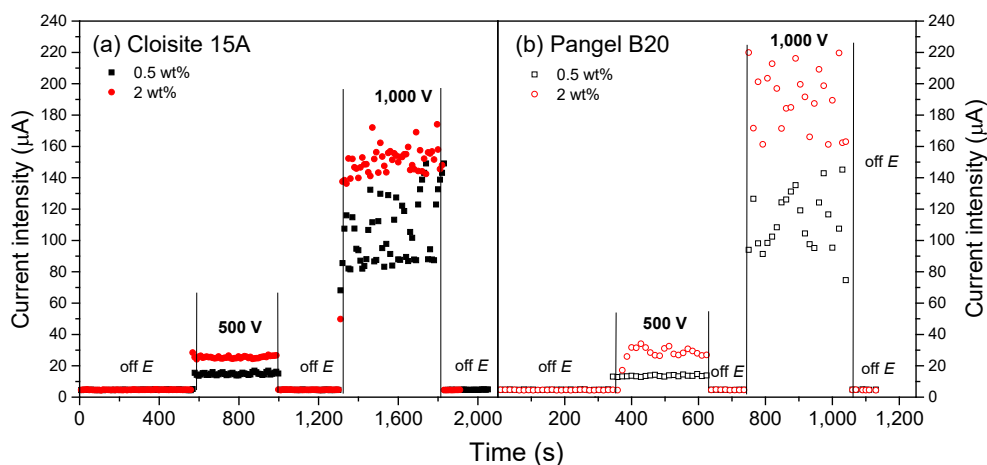 (a) Cloisite 15A
0.5 wt%
2 wt%
1,000 V
500 V
off E
off E
off E
(b) Pangel B20
0.5 wt%
2 wt%
1,000 V
500 V
off E
off E
off E
Current intensity (µA)
240
220
200
180
160
140
120
100
80
60
40
20
0
0 400 800 1,200 1,600 2,000
0 200 400 600 800 1,000 1,200
Time (s)
240
220
200
180
160
140
120
100
80
60
40
20
0
Current intensity (µA)
off E